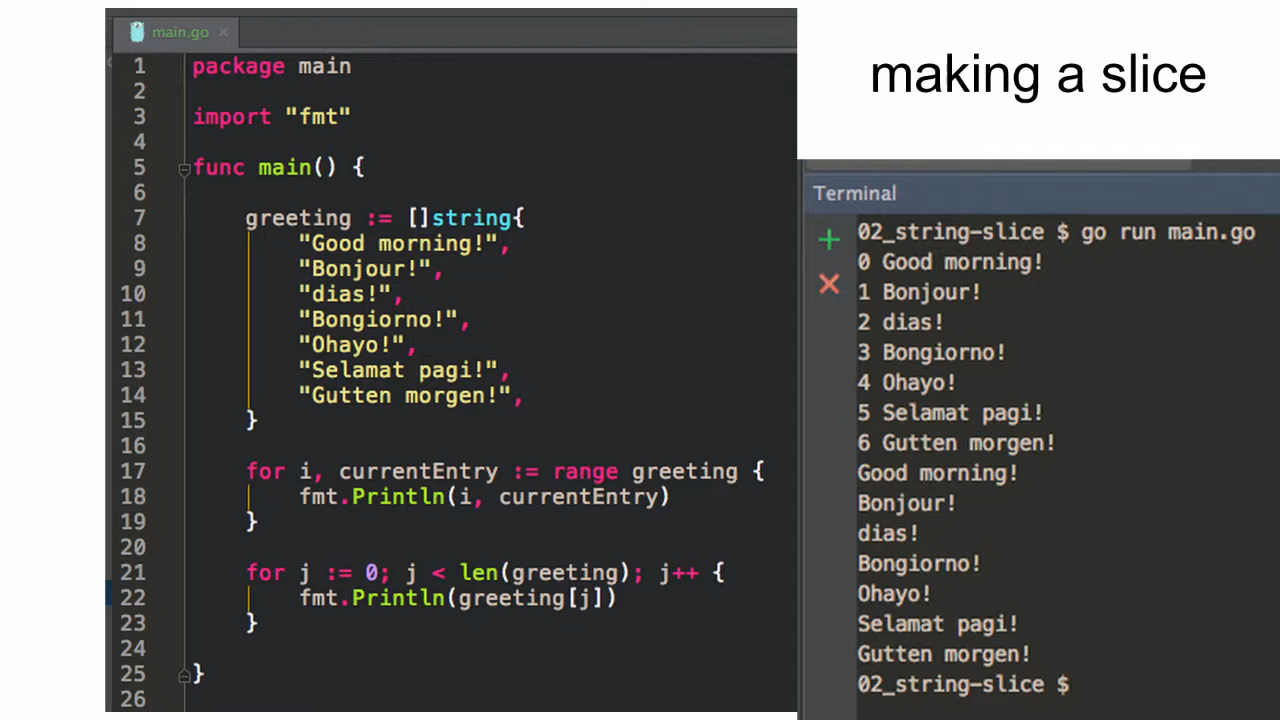 main.go
making a slice
1 package main
2
3 import "fmt"
4
5 func main() {
6
7 greeting := []string{
8 "Good morning!",
9 "Bonjour!",
10 "dias!",
11 "Bongiorno!",
12 "Ohayo!",
13 "Selamat pagi!",
14 "Gutten morgen!",
15 }
16
17 for i, currentEntry := range greeting {
18 fmt.Println(i, currentEntry)
19 }
20
21 for j := 0; j < len(greeting); j++ {
22 fmt.Println(greeting[j])
23 }
24
25 }
26
Terminal
02_string-slice $ go run main.go
0 Good morning!
1 Bonjour!
2 dias!
3 Bongiorno!
4 Ohayo!
5 Selamat pagi!
6 Gutten morgen!
Good morning!
Bonjour!
dias!
Bongiorno!
Ohayo!
Selamat pagi!
Gutten morgen!
02_string-slice $